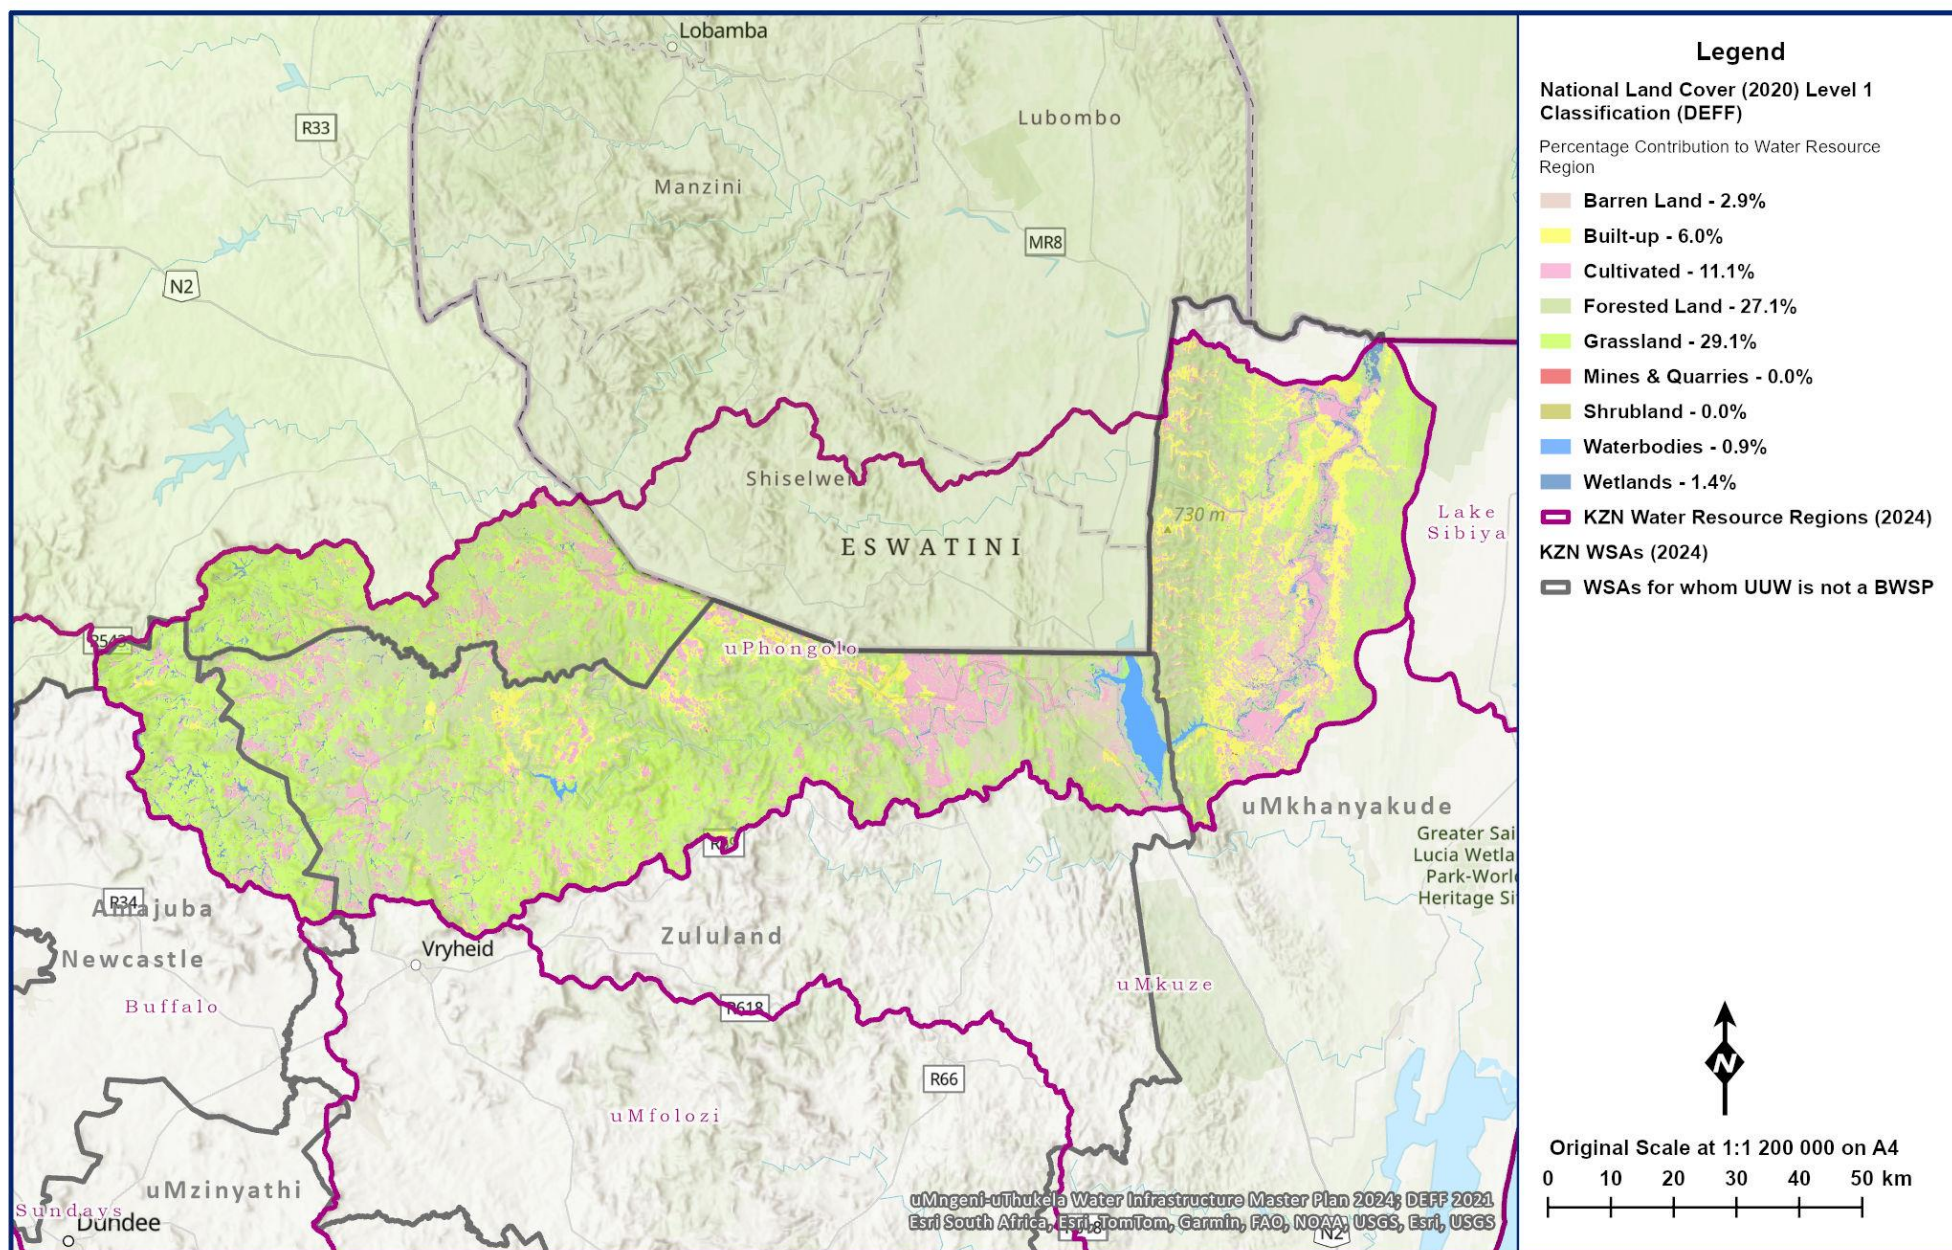 Lobamba
Lubombo
R33
Manzini
MR8
N2
Shiselwe
730 m
ESWATINI
Lake
Sibiya
R543
uPhongolo
uMkhanyakude
Greater Sai
Lucia Wetla
Park-Worl
Heritage Si
R34
Amajuba
Vryheid
Zululand
Newcastle
uMkuze
Buffalo
R618
R66
uMfolozi
uMzinyathi
Sundays
Dundee
N2
uMngeni-uThukela Water Infrastructure Master Plan 2024; DEFF 2021
Esri South Africa, Esri, TomTom, Garmin, FAO, NOAA, USGS, Esri, USGS
Legend
National Land Cover (2020) Level 1
Classification (DEFF)
Percentage Contribution to Water Resource
Region
Barren Land - 2.9%
Built-up - 6.0%
Cultivated - 11.1%
Forested Land - 27.1%
Grassland - 29.1%
Mines & Quarries - 0.0%
Shrubland - 0.0%
Waterbodies - 0.9%
Wetlands - 1.4%
KZN Water Resource Regions (2024)
KZN WSAs (2024)
WSAs for whom UUW is not a BWSP
N
Original Scale at 1:1 200 000 on A4
0 10 20 30 40 50 km